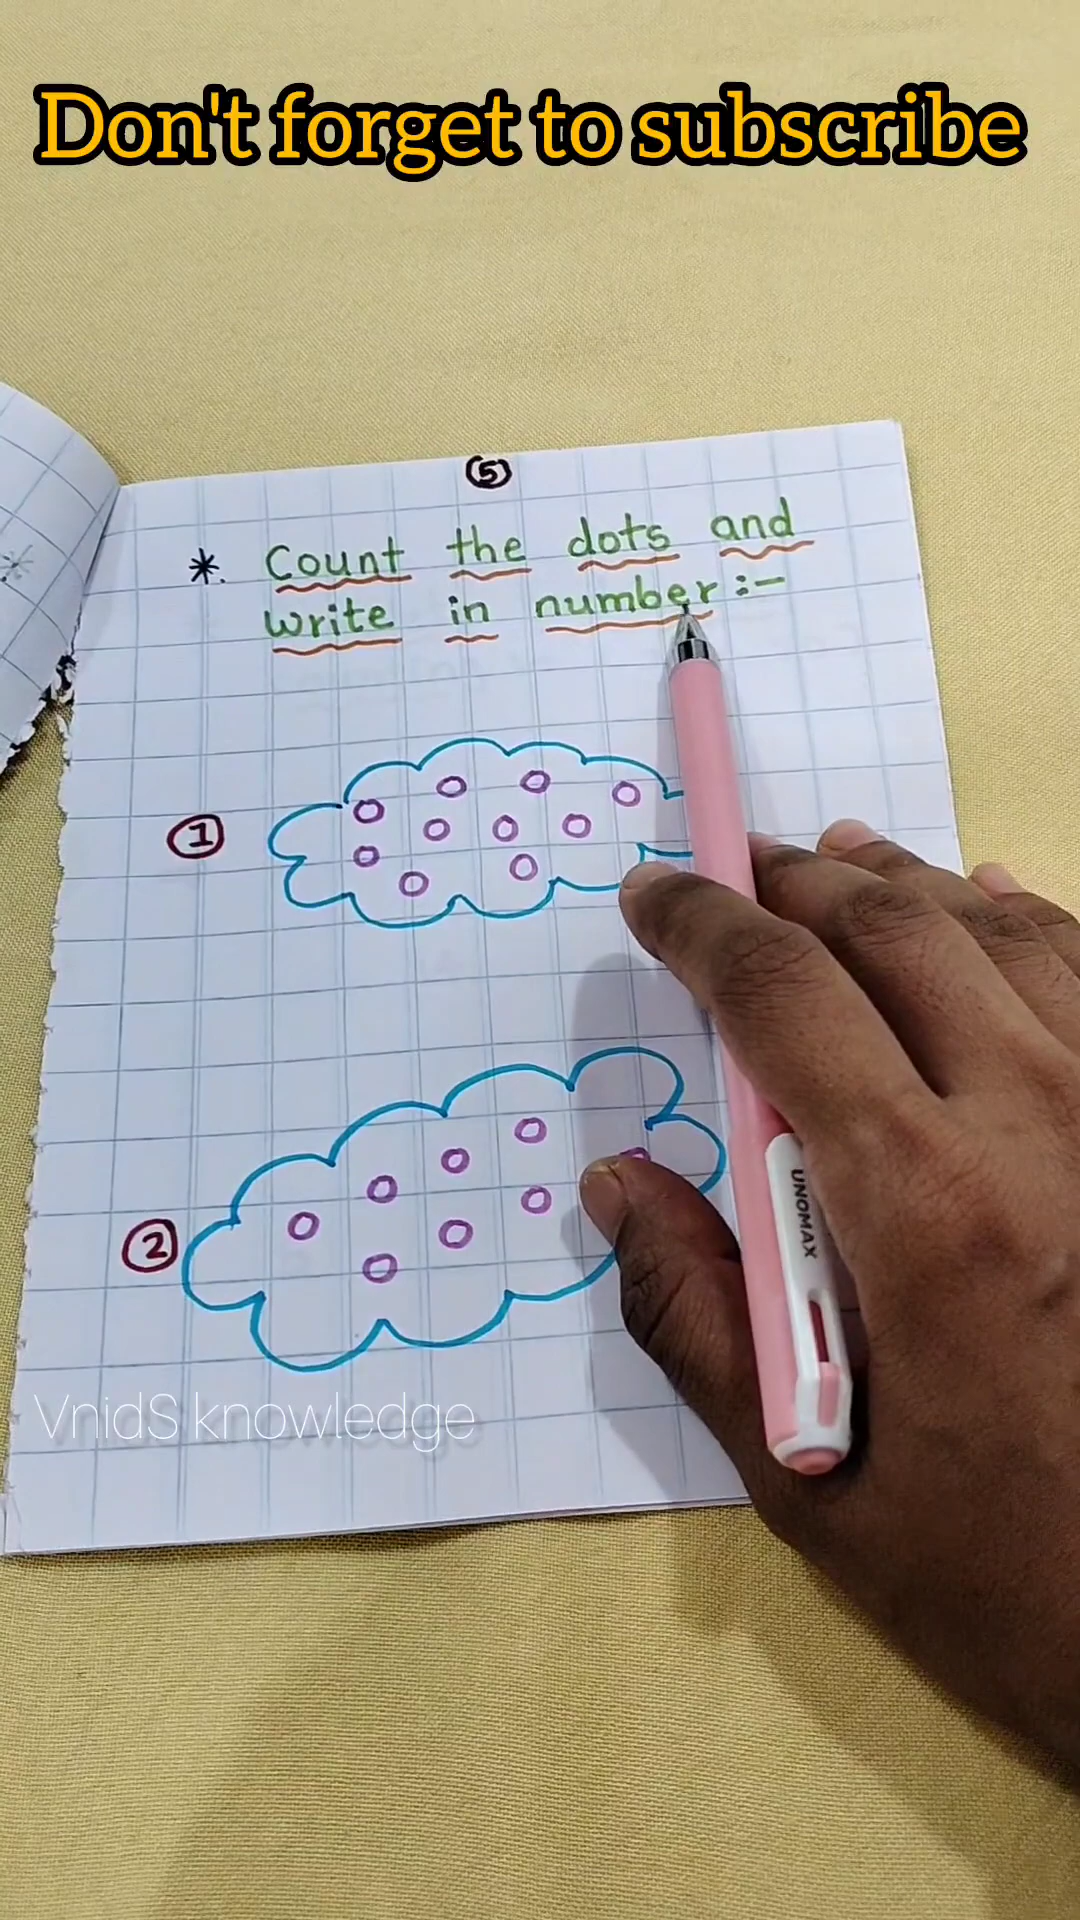 Don't forget to subscribe
5
*. Count the dots and
write in number:-
1
2
UNOMAX
VnidS knowledge